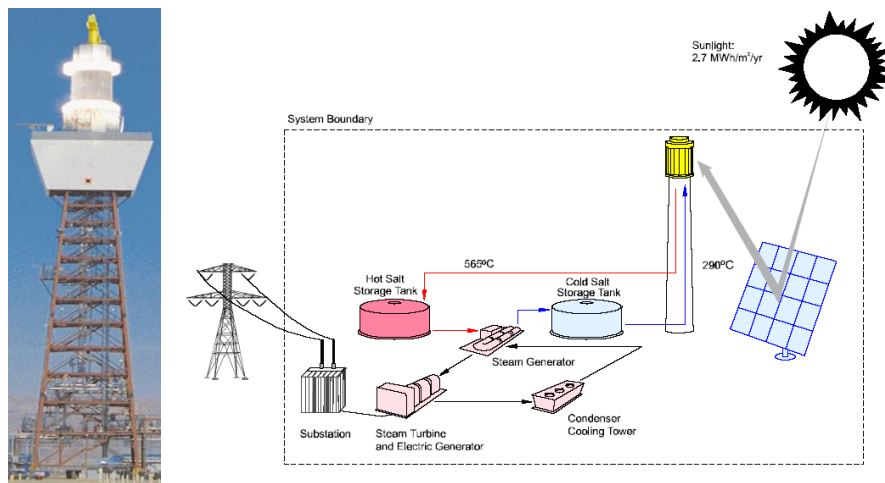 Sunlight:
2.7 MWh/m²/yr
System Boundary
565ºC
290ºC
Hot Salt
Storage Tank
Cold Salt
Storage Tank
Steam Generator
Substation
Steam Turbine
and Electric Generator
Condenser
Cooling Tower